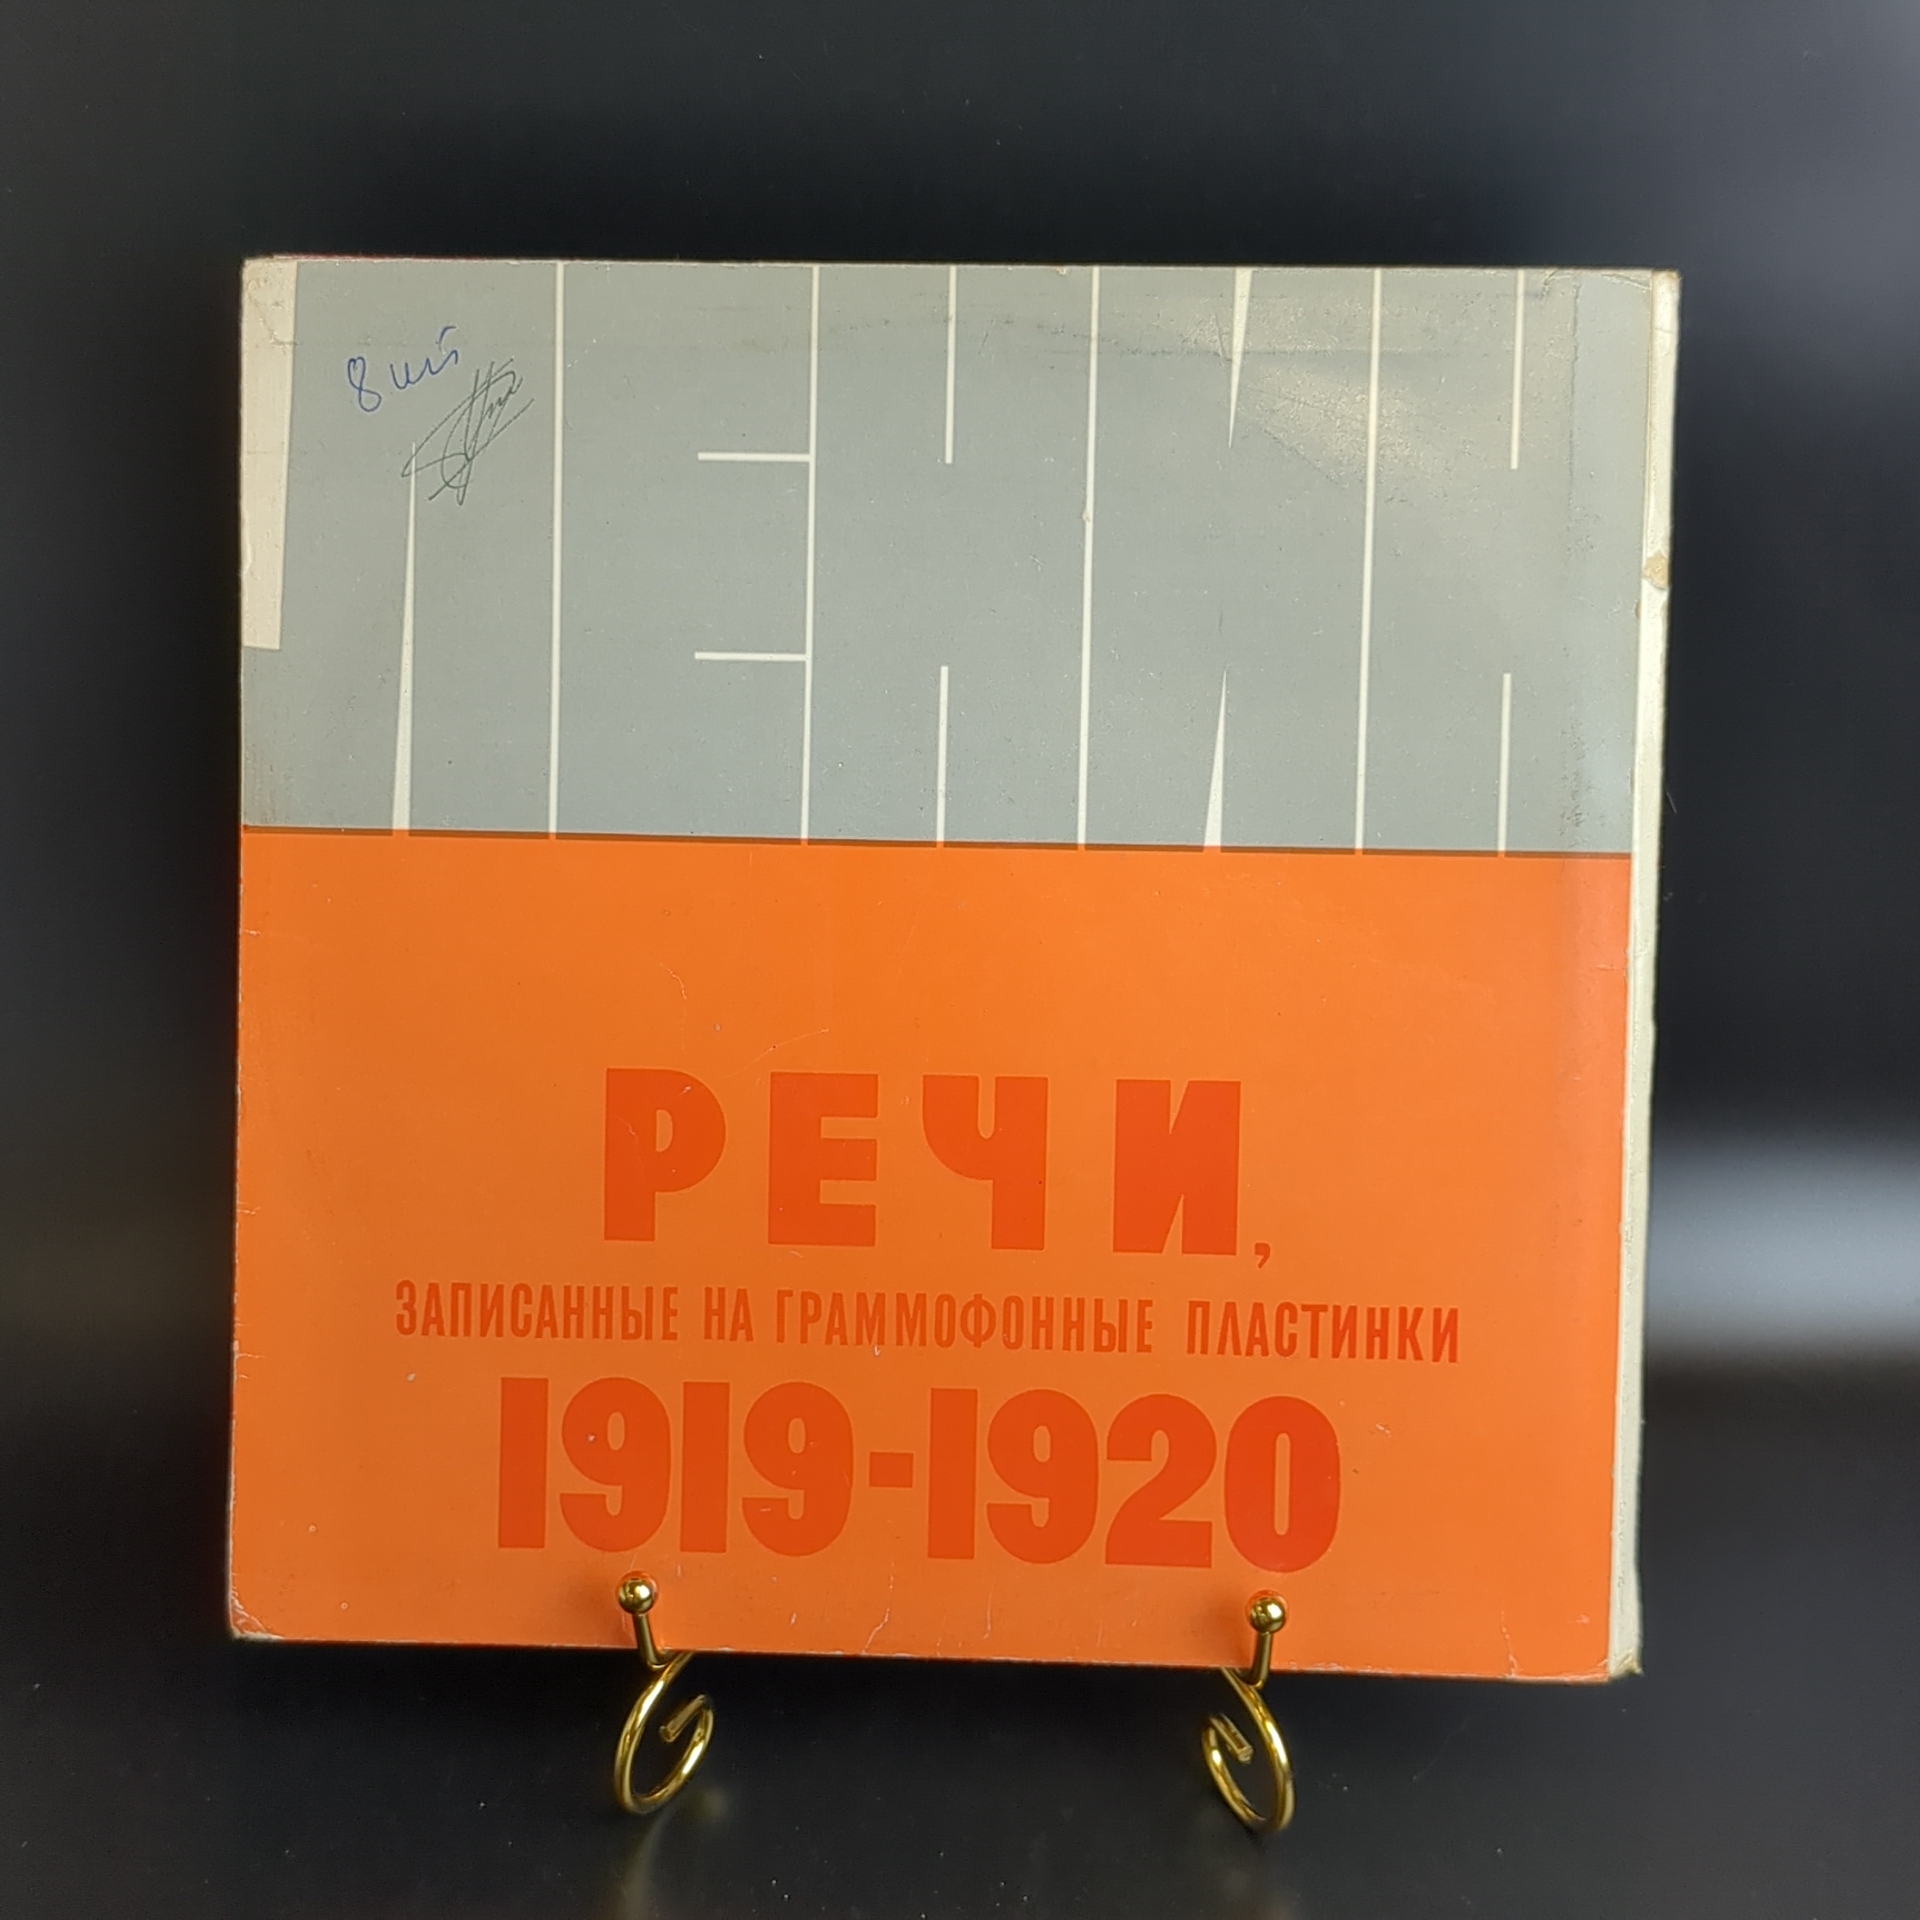 ЛЕНИН
РЕЧИ,
ЗАПИСАННЫЕ НА ГРАММОФОННЫЕ ПЛАСТИНКИ
1919-1920